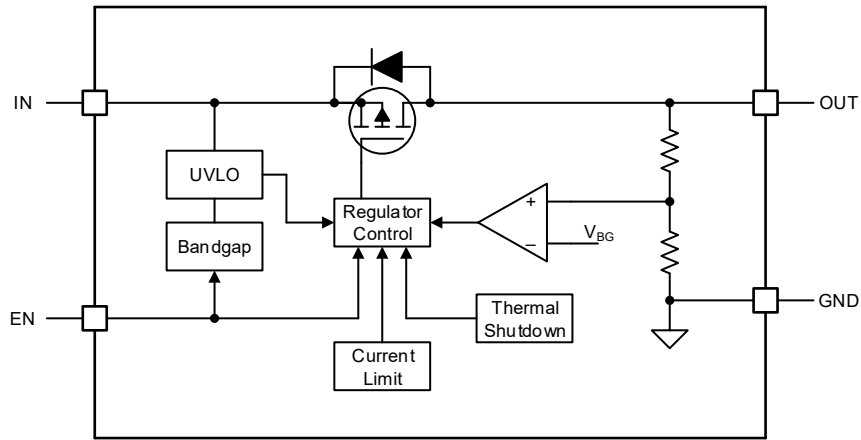 IN
OUT
UVLO
Regulator
Control
+
−
V_BG
Bandgap
EN
GND
Thermal
Shutdown
Current
Limit